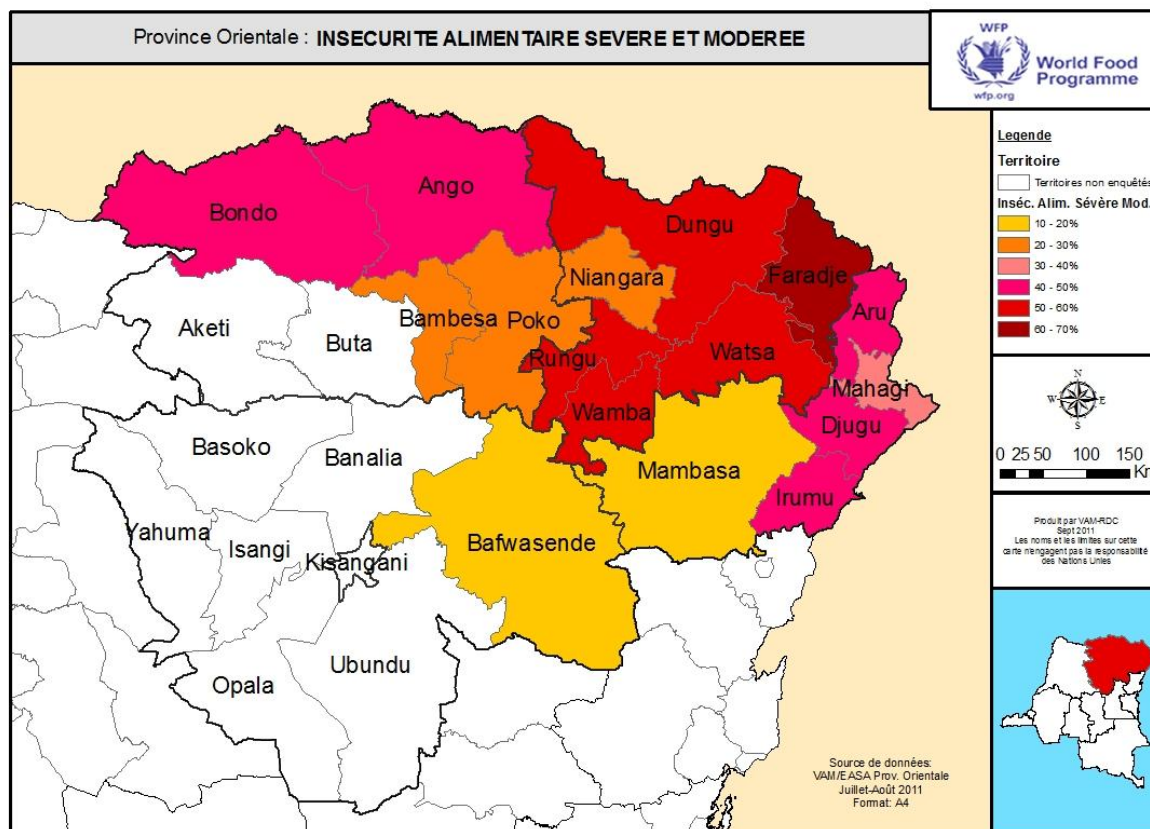 Province Orientale : INSECURITE ALIMENTAIRE SEVERE ET MODEREE
WFP
World Food
Programme
wfp.org
Legende
Territoire
Territoires non enquêtés
Inséc. Alim. Sévère Mod.
10 - 20%
20 - 30%
30 - 40%
40 - 50%
50 - 60%
60 - 70%
N
W E
S
0 25 50 100 150
Km
Produit par VAM-RDC
Sept 2011
Les noms et les limites sur cette
carte n'engagent pas la responsabilité
des Nations Unies
Ango
Bondo
Dungu
Niangara
Faradje
Aru
Bambesa
Poko
Aketi
Buta
Rungu
Watsa
Mahagi
Wamba
Djugu
Basoko
Banalia
Mambasa
Irumu
Yahuma
Isangi
Kisangani
Bafwasende
Ubundu
Opala
Source de données:
VAM/EASA Prov. Orientale
Juillet-Août 2011
Format: A4